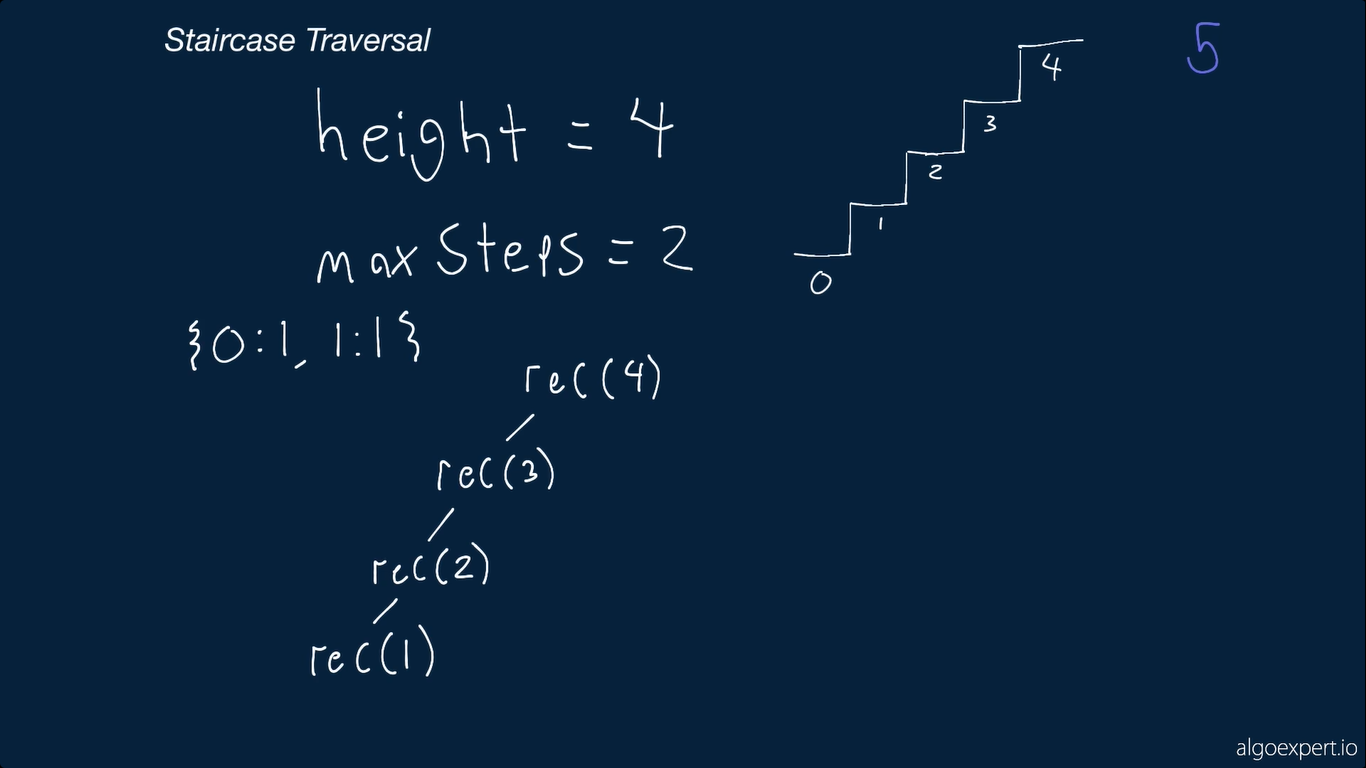 Staircase Traversal
height = 4
maxSteps = 2
{0:1, 1:1}
rec(4)
rec(3)
rec(2)
rec(1)
0
1
2
3
4
5
algoexpert.io